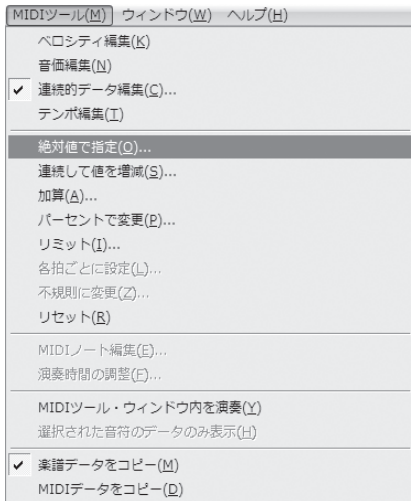 MIDIツール(M) ウィンドウ(W) ヘルプ(H)
ベロシティ編集(K)
音価編集(N)
連続的データ編集(C)...
テンポ編集(T)
絶対値で指定(O)...
連続して値を増減(S)...
加算(A)...
パーセントで変更(P)...
リミット(I)...
各拍ごとに設定(L)...
不規則に変更(Z)...
リセット(R)
MIDIノート編集(E)...
演奏時間の調整(F)...
MIDIツール・ウィンドウ内を演奏(Y)
選択された音符のデータのみ表示(H)
楽譜データをコピー(M)
MIDIデータをコピー(D)